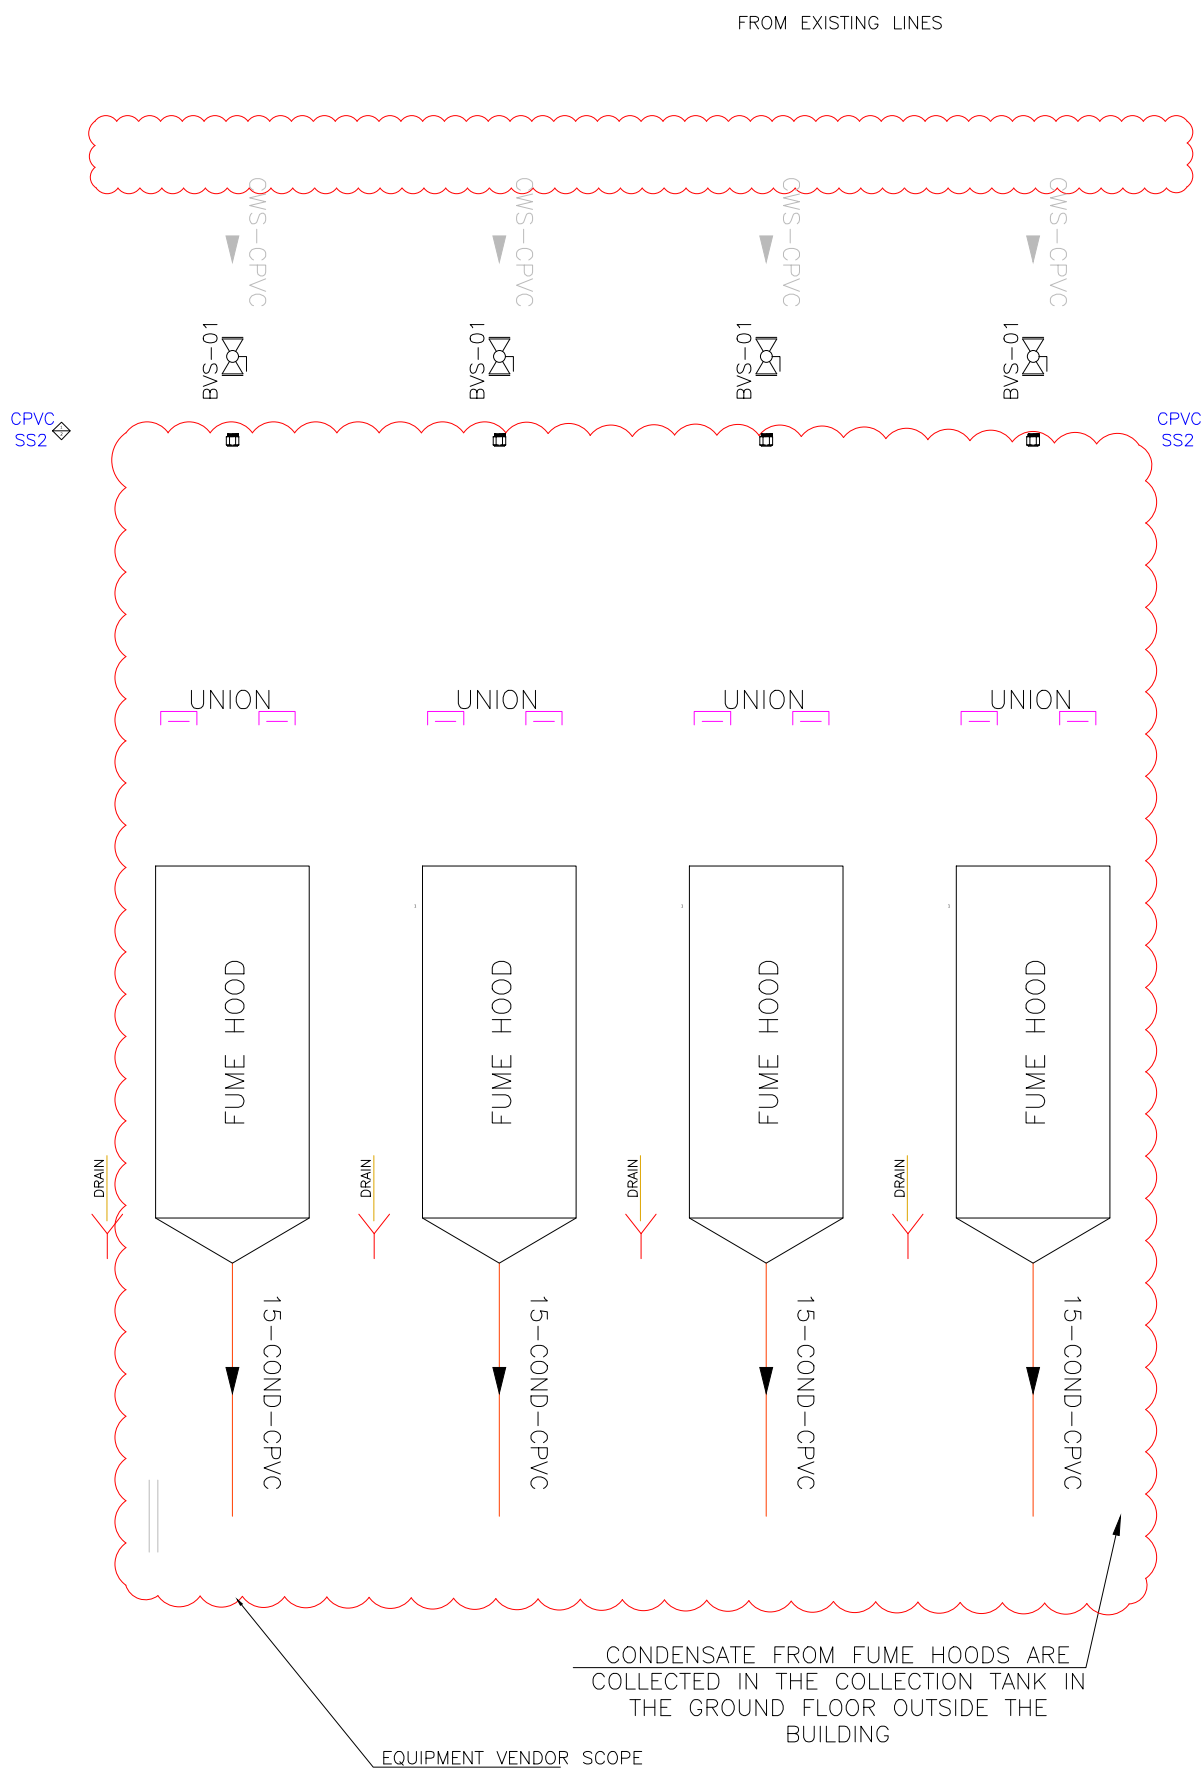 FROM EXISTING LINES
CWS-CPVC
CWS-CPVC
CWS-CPVC
CWS-CPVC
BVS-01
BVS-01
BVS-01
BVS-01
CPVC
SS2
CPVC
SS2
UNION
UNION
UNION
UNION
FUME HOOD
FUME HOOD
FUME HOOD
FUME HOOD
DRAIN
DRAIN
DRAIN
DRAIN
15-COND-CPVC
15-COND-CPVC
15-COND-CPVC
15-COND-CPVC
CONDENSATE FROM FUME HOODS ARE
COLLECTED IN THE COLLECTION TANK IN
THE GROUND FLOOR OUTSIDE THE
BUILDING
EQUIPMENT VENDOR SCOPE